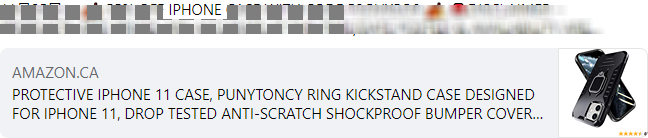 IPHONE
AMAZON.CA
PROTECTIVE IPHONE 11 CASE, PUNYTONCY RING KICKSTAND CASE DESIGNED
FOR IPHONE 11, DROP TESTED ANTI-SCRATCH SHOCKPROOF BUMPER COVER...